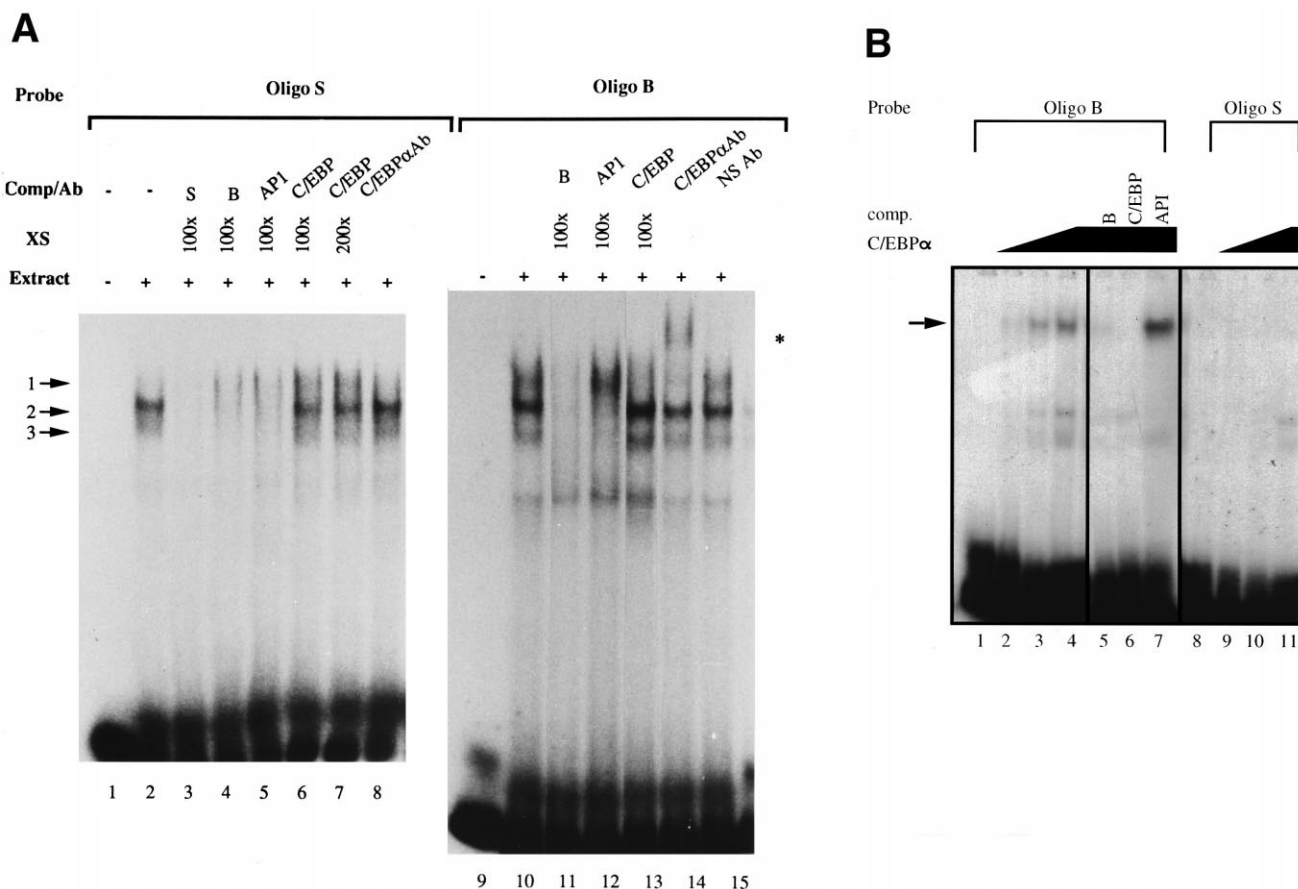 A
Probe
Oligo S
Oligo B
Comp/Ab
- - S B AP1 C/EBP C/EBP C/EBPαAb
B AP1 C/EBP C/EBPαAb NS Ab
XS
100x 100x 100x 100x 200x
100x 100x 100x
Extract
- + + + + + + +
- + + + + + +
1
2
3
*
1 2 3 4 5 6 7 8
9 10 11 12 13 14 15
B
Probe
Oligo B
Oligo S
comp.
B C/EBP API
C/EBPα
1 2 3 4 5 6 7 8 9 10 11